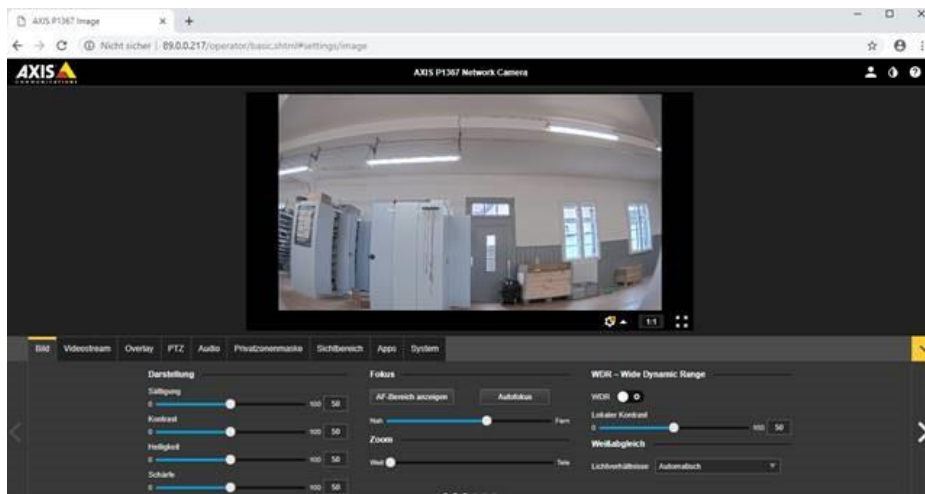 AXIS P1367 Image
Nicht sicher | 89.0.0.217/operator/basic.shtml#settings/image
AXIS
COMMUNICATIONS
AXIS P1367 Network Camera
1:1
Bild Videostream Overlay PTZ Audio Privatzonenmaske Sichtbereich Apps System
Darstellung Fokus WDR – Wide Dynamic Range
Sättigung AF-Bereich anzeigen Autofokus WDR
0 100 50
Nah Fern
Lokaler Kontrast
Kontrast
0 100 50
0 100 50
Zoom Weißabgleich
Helligkeit
0 100 50
Weit Tele
Lichtverhältnisse Automatisch
Schärfe
0 100 50